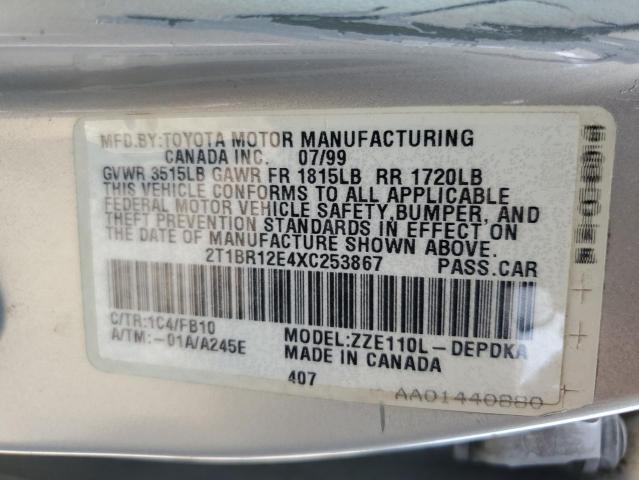 MFD.BY:TOYOTA MOTOR MANUFACTURING
CANADA INC. 07/99
GVWR 3515LB GAWR FR 1815LB RR 1720LB
THIS VEHICLE CONFORMS TO ALL APPLICABLE
FEDERAL MOTOR VEHICLE SAFETY,BUMPER, AND
THEFT PREVENTION STANDARDS IN EFFECT ON
THE DATE OF MANUFACTURE SHOWN ABOVE.
2T1BR12E4XC253867 PASS.CAR
C/TR:1C4/FB10 MODEL:ZZE110L-DEPDKA
A/TM:-01A/A245E MADE IN CANADA
407
AA01440880